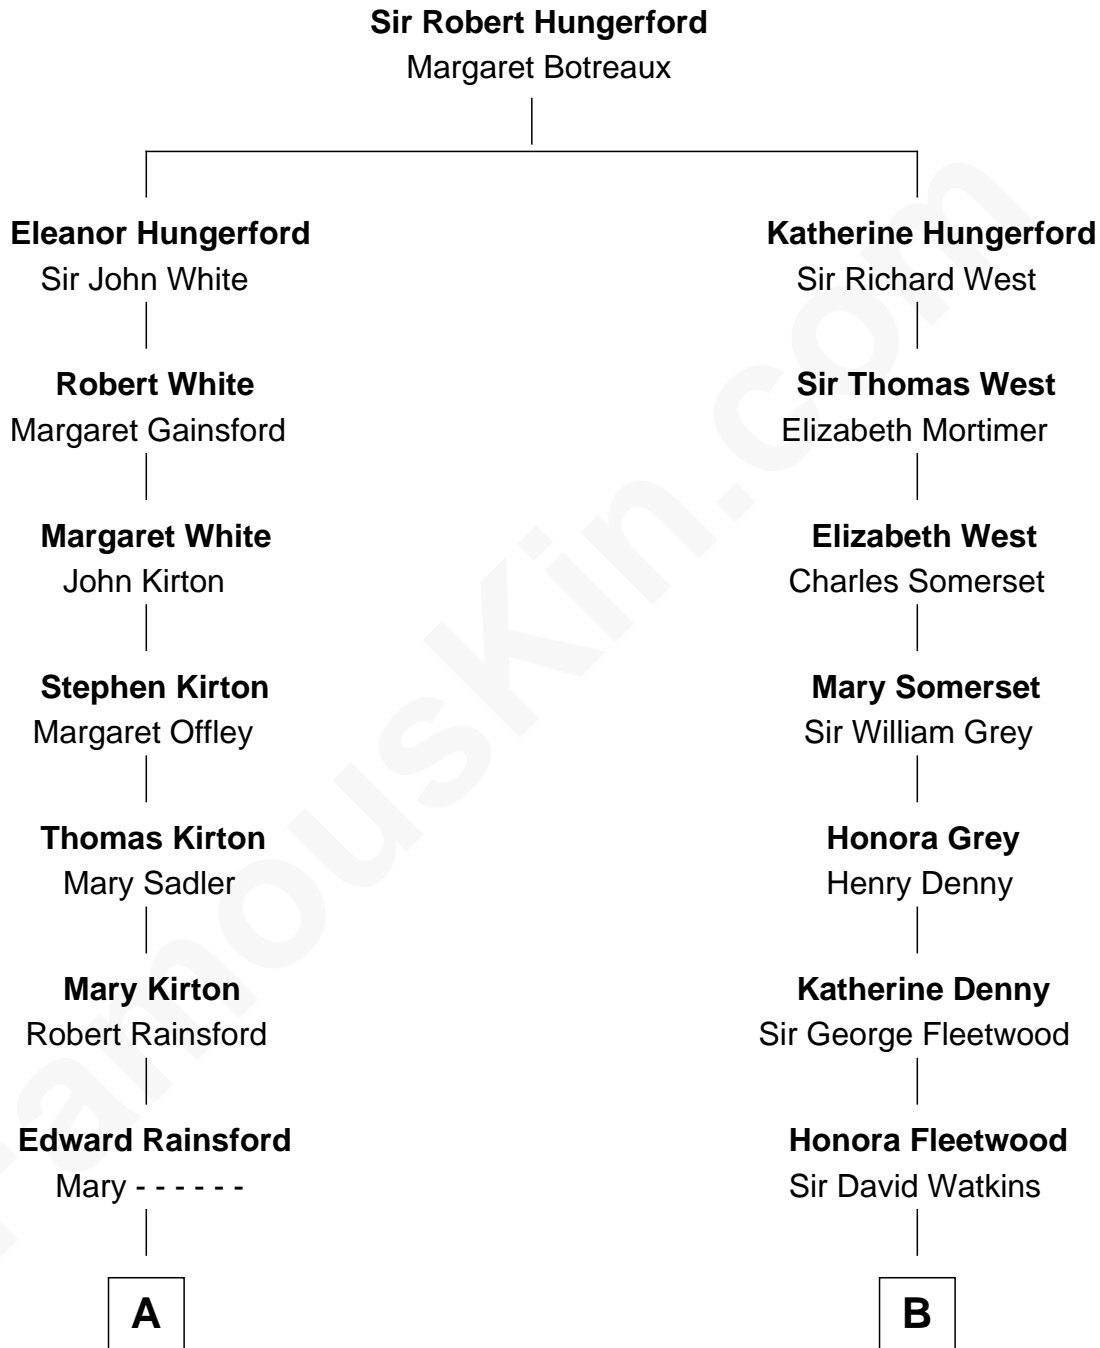 Sir Robert Hungerford
Margaret Botreaux
Eleanor Hungerford
Sir John White
Katherine Hungerford
Sir Richard West
Robert White
Margaret Gainsford
Sir Thomas West
Elizabeth Mortimer
Margaret White
John Kirton
Elizabeth West
Charles Somerset
Stephen Kirton
Margaret Offley
Mary Somerset
Sir William Grey
Thomas Kirton
Mary Sadler
Honora Grey
Henry Denny
Mary Kirton
Robert Rainsford
Katherine Denny
Sir George Fleetwood
Edward Rainsford
Mary - - - - - -
Honora Fleetwood
Sir David Watkins
A
B
FamousKin.com